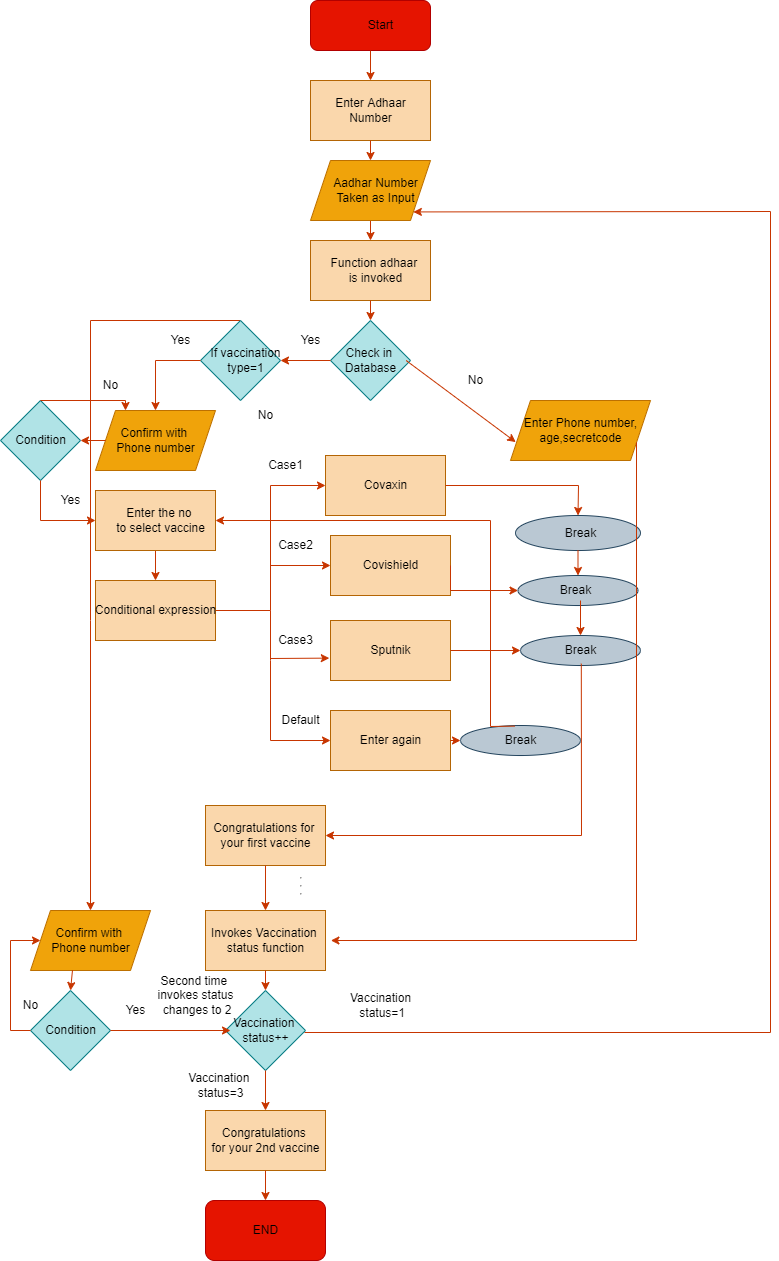 Start
Enter Adhaar
Number
Aadhar Number
Taken as Input
Function adhaar
is invoked
Check in
Database
Yes
If vaccination
type=1
Yes
No
No
No
Enter Phone number,
age,secretcode
Condition
Confirm with
Phone number
Yes
Enter the no
to select vaccine
Conditional expression
Case1
Covaxin
Break
Case2
Covishield
Break
Case3
Sputnik
Break
Default
Enter again
Break
Congratulations for
your first vaccine
Confirm with
Phone number
Invokes Vaccination
status function
No
Condition
Yes
Second time
invokes status
changes to 2
Vaccination
status++
Vaccination
status=1
Vaccination
status=3
Congratulations
for your 2nd vaccine
END